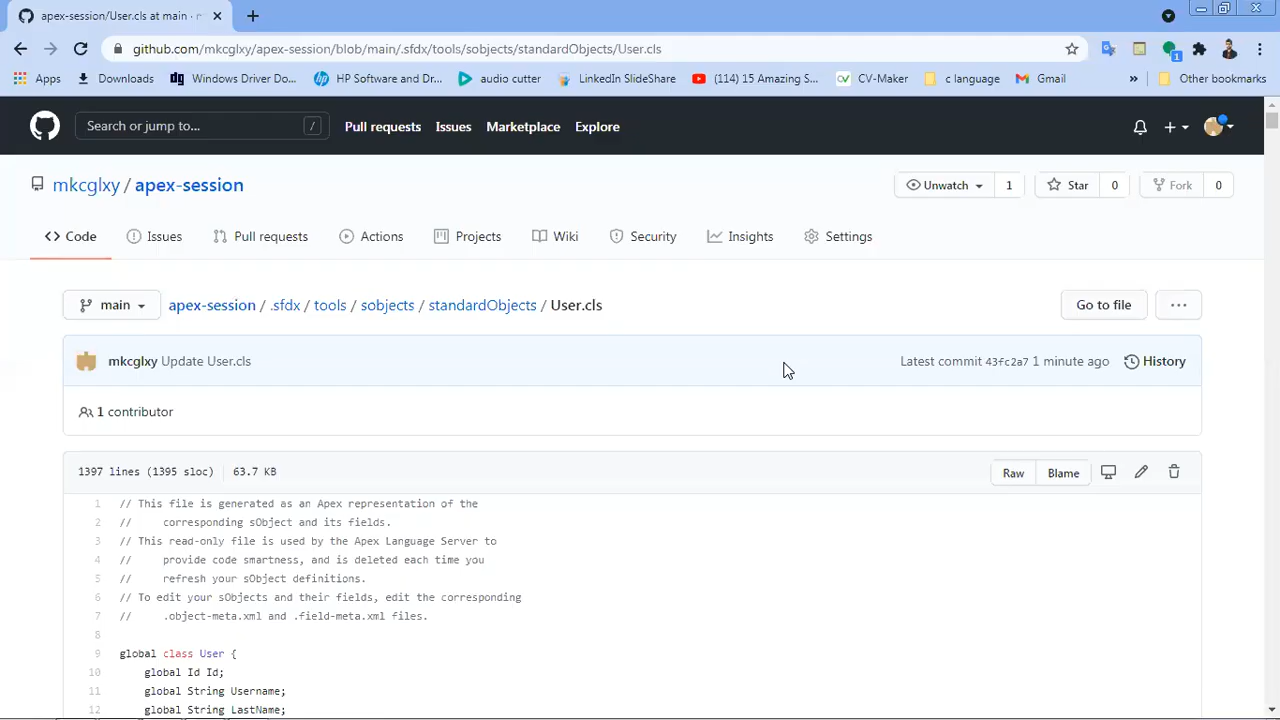 apex-session/User.cls at main ·
github.com/mkcglxy/apex-session/blob/main/.sfdx/tools/sobjects/standardObjects/User.cls
1
Apps Downloads Windows Driver Do... HP Software and Dr... audio cutter LinkedIn SlideShare (114) 15 Amazing S... CV-Maker c language Gmail » Other bookmarks
Search or jump to... / Pull requests Issues Marketplace Explore
mkcglxy / apex-session Unwatch 1 Star 0 Fork 0
Code Issues Pull requests Actions Projects Wiki Security Insights Settings
main apex-session / .sfdx / tools / sobjects / standardObjects / User.cls Go to file ...
mkcglxy Update User.cls Latest commit 43fc2a7 1 minute ago History
1 contributor
1397 lines (1395 sloc) 63.7 KB Raw Blame
1 // This file is generated as an Apex representation of the
2 // corresponding sObject and its fields.
3 // This read-only file is used by the Apex Language Server to
4 // provide code smartness, and is deleted each time you
5 // refresh your sObject definitions.
6 // To edit your sObjects and their fields, edit the corresponding
7 // .object-meta.xml and .field-meta.xml files.
8
9 global class User {
10 global Id Id;
11 global String Username;
12 global String LastName;